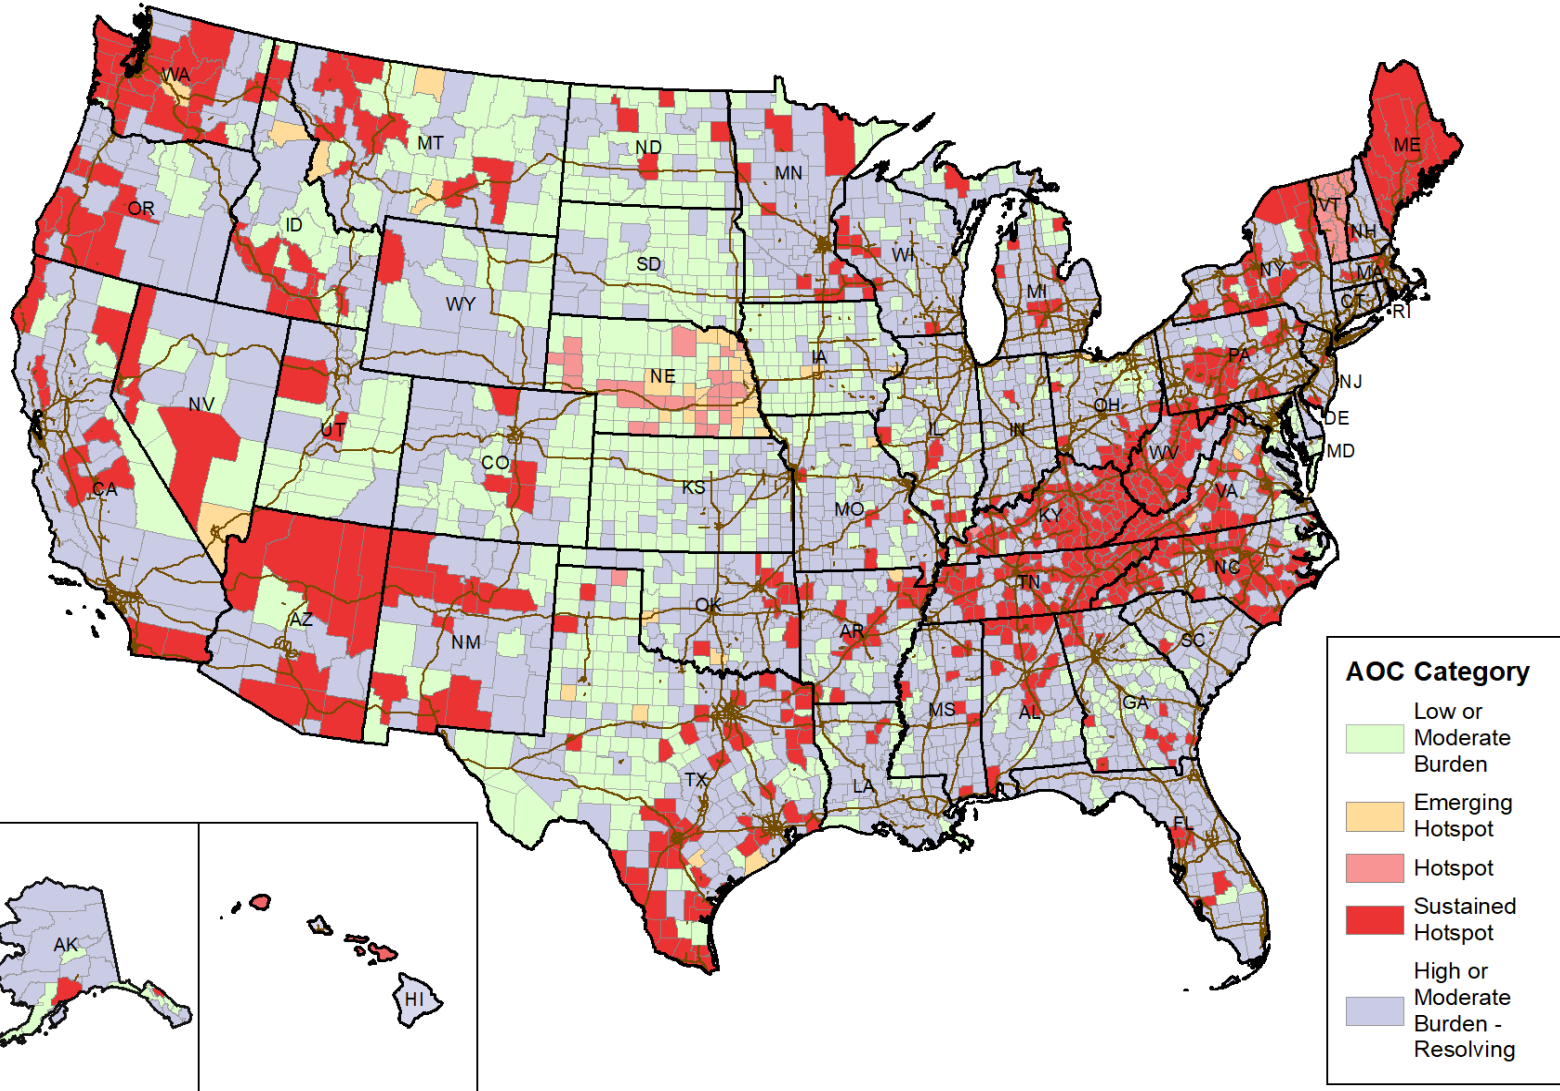 WA
MT
ND
MN
ME
VT
NH
OR
ID
SD
WI
NY
MA
MI
CT
RI
WY
IA
PA
NE
NJ
NV
OH
DE
UT
IL
IN
MD
CO
WV
CA
KS
VA
MO
KY
NC
TN
OK
AZ
AR
NM
SC
MS
AL
GA
TX
LA
FL
AK
HI
AOC Category
Low or
Moderate
Burden
Emerging
Hotspot
Hotspot
Sustained
Hotspot
High or
Moderate
Burden -
Resolving